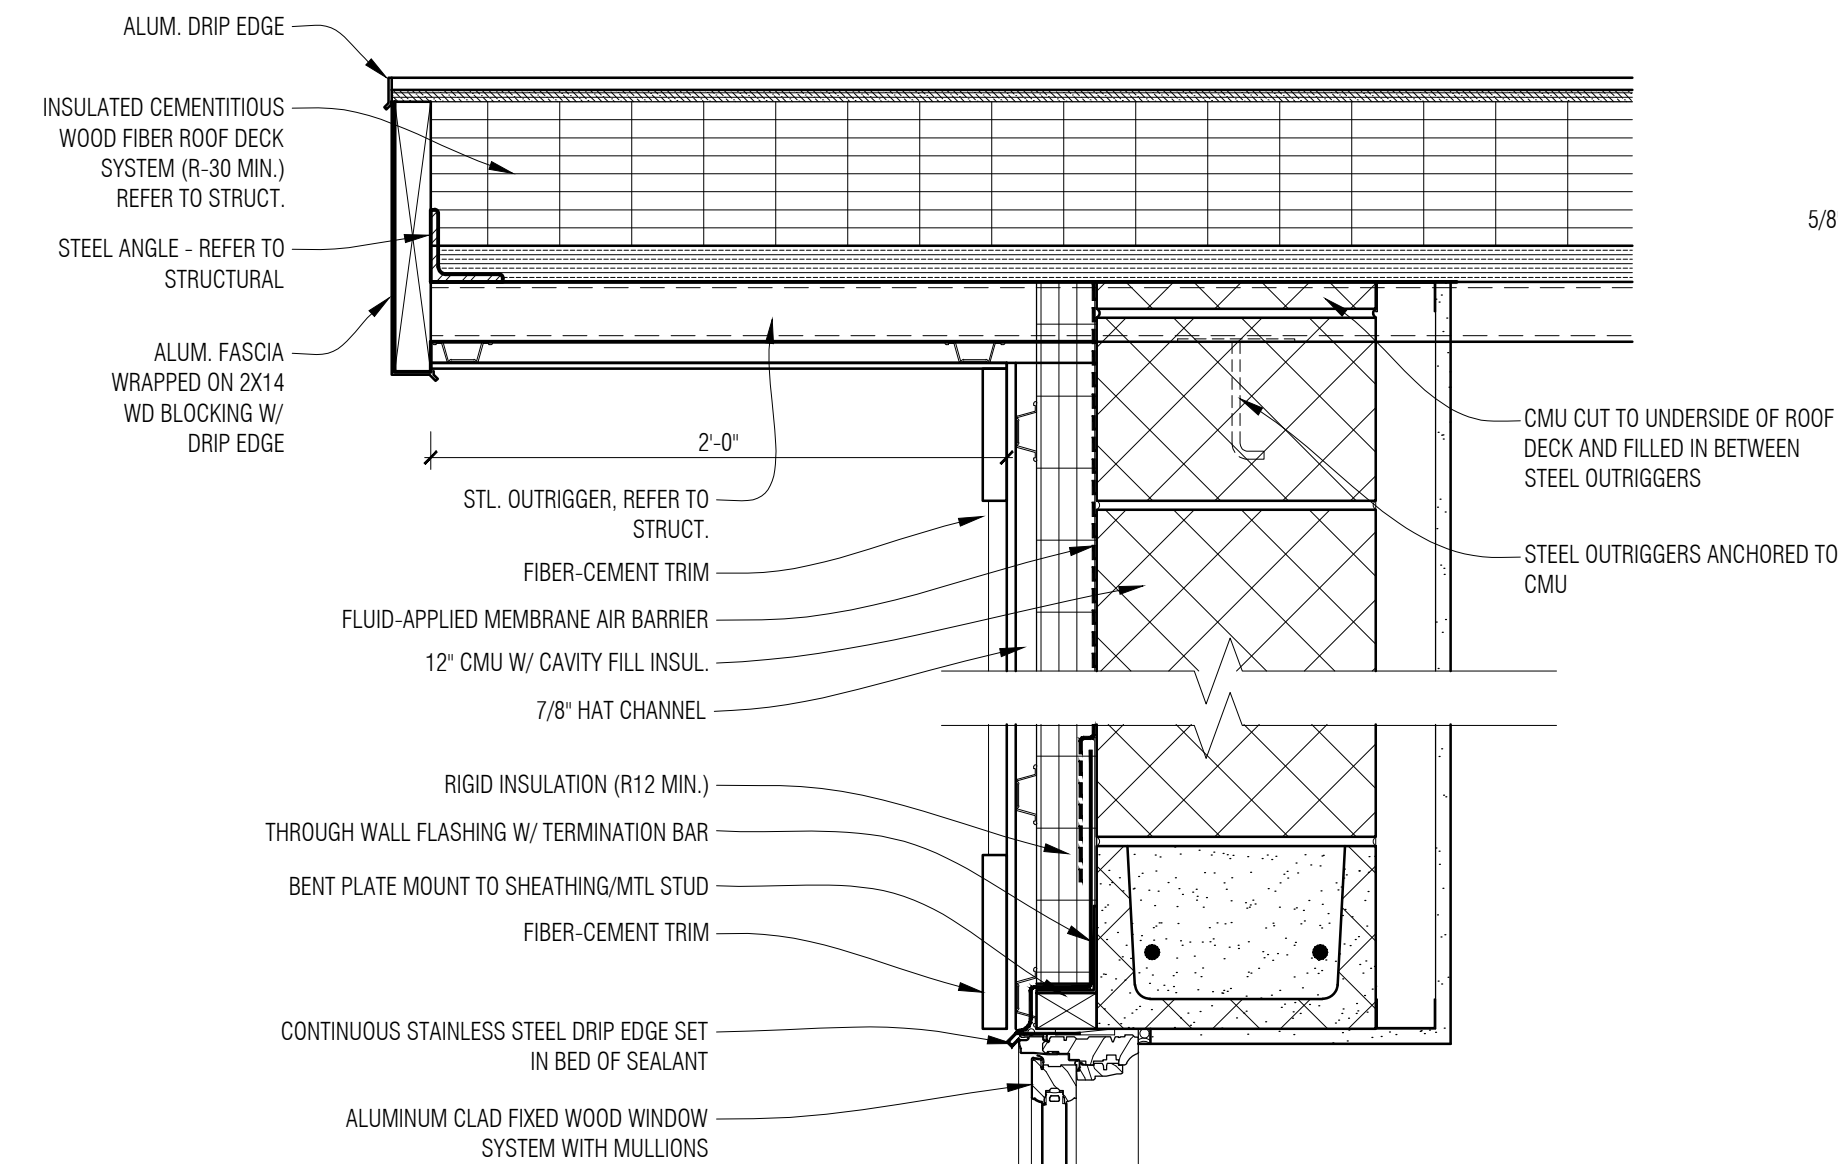 ALUM. DRIP EDGE
INSULATED CEMENTITIOUS
WOOD FIBER ROOF DECK
SYSTEM (R-30 MIN.)
REFER TO STRUCT.
STEEL ANGLE - REFER TO
STRUCTURAL
ALUM. FASCIA
WRAPPED ON 2X14
WD BLOCKING W/
DRIP EDGE
2'-0"
STL. OUTRIGGER, REFER TO
STRUCT.
FIBER-CEMENT TRIM
FLUID-APPLIED MEMBRANE AIR BARRIER
12" CMU W/ CAVITY FILL INSUL.
7/8" HAT CHANNEL
RIGID INSULATION (R12 MIN.)
THROUGH WALL FLASHING W/ TERMINATION BAR
BENT PLATE MOUNT TO SHEATHING/MTL STUD
FIBER-CEMENT TRIM
CONTINUOUS STAINLESS STEEL DRIP EDGE SET
IN BED OF SEALANT
ALUMINUM CLAD FIXED WOOD WINDOW
SYSTEM WITH MULLIONS
5/8
CMU CUT TO UNDERSIDE OF ROOF
DECK AND FILLED IN BETWEEN
STEEL OUTRIGGERS
STEEL OUTRIGGERS ANCHORED TO
CMU